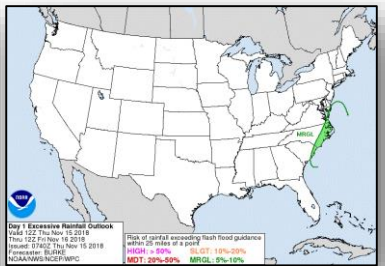 MRGL
NOAA
Day 1 Excessive Rainfall Outlook
Valid 12Z Thu Nov 15 2018
Thru 12Z Fri Nov 16 2018
Issued: 0740Z Thu Nov 15 2018
Forecaster: BURKE
NOAA/NWS/NCEP/WPC
Risk of rainfall exceeding flash flood guidance
within 25 miles of a point
HIGH: > 50% SLGT: 10%-20%
MDT: 20%-50% MRGL: 5%-10%